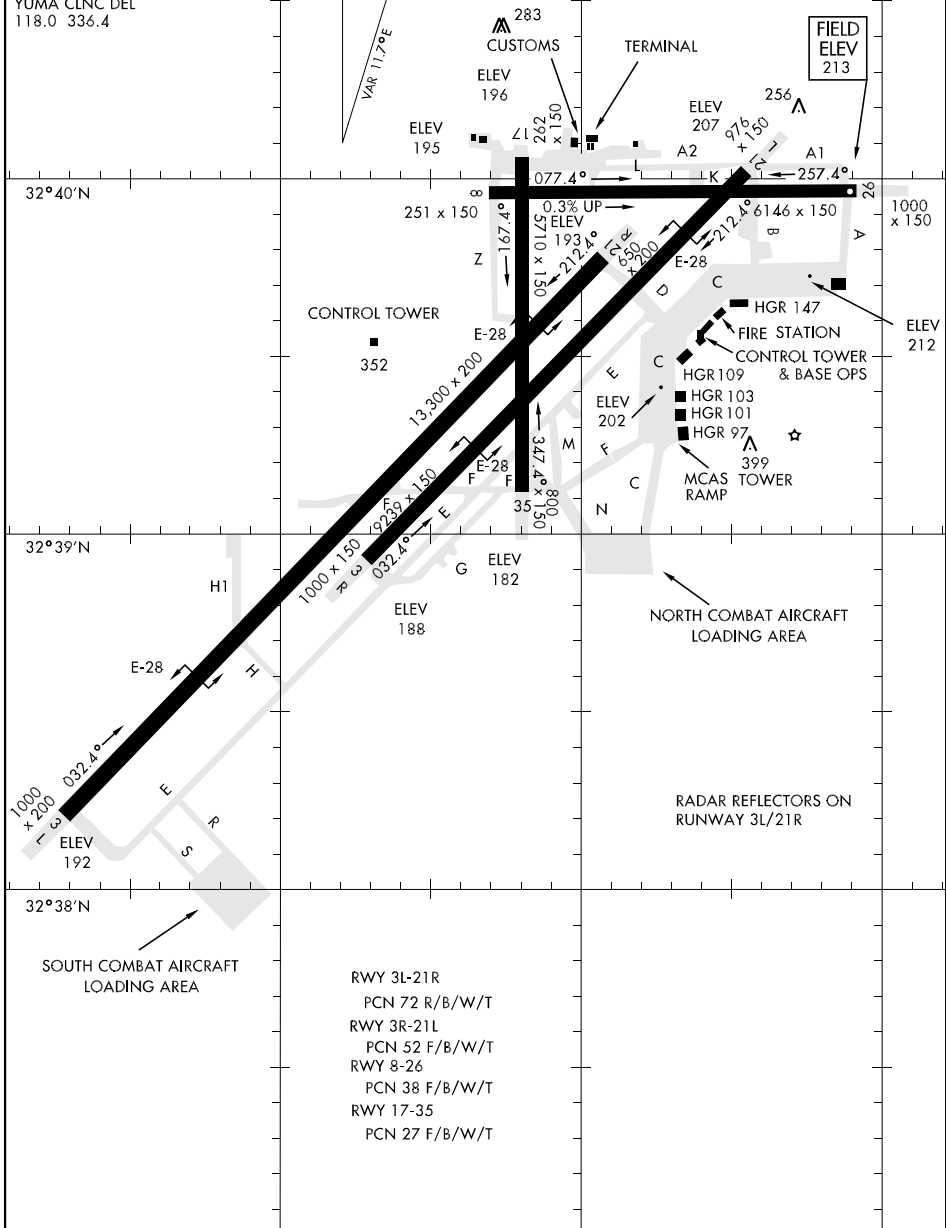 YUMA CLNC DEL
118.0 336.4
VAR 11.7°E
283
CUSTOMS
TERMINAL
FIELD
ELEV
213
ELEV
196
ELEV
195
17
262
x 150
ELEV
207
256
976
x 150
21
L
L
A2
K
A1
257.4°
26
32°40'N
8
077.4°
251 x 150
0.3% UP
6146 x 150
1000
x 150
167.4°
5710 x 150
ELEV
193
212.4°
21
R
650
x 200
212.4°
B
A
Z
E-28
D
C
HGR 147
CONTROL TOWER
352
E-28
FIRE STATION
ELEV
212
CONTROL TOWER
& BASE OPS
C
HGR 109
E
13,300 x 200
HGR 103
ELEV
202
HGR 101
HGR 97
399
M
F
MCAS
RAMP
TOWER
347.4°
E-28
F
F
C
35
800
x 150
N
F
9239 x 150
E
32°39'N
1000 x 150
3
R
032.4°
G
ELEV
182
H1
ELEV
188
NORTH COMBAT AIRCRAFT
LOADING AREA
E-28
H
032.4°
E
1000
x 200
3
L
R
S
RADAR REFLECTORS ON
RUNWAY 3L/21R
ELEV
192
32°38'N
SOUTH COMBAT AIRCRAFT
LOADING AREA
RWY 3L-21R
PCN 72 R/B/W/T
RWY 3R-21L
PCN 52 F/B/W/T
RWY 8-26
PCN 38 F/B/W/T
RWY 17-35
PCN 27 F/B/W/T